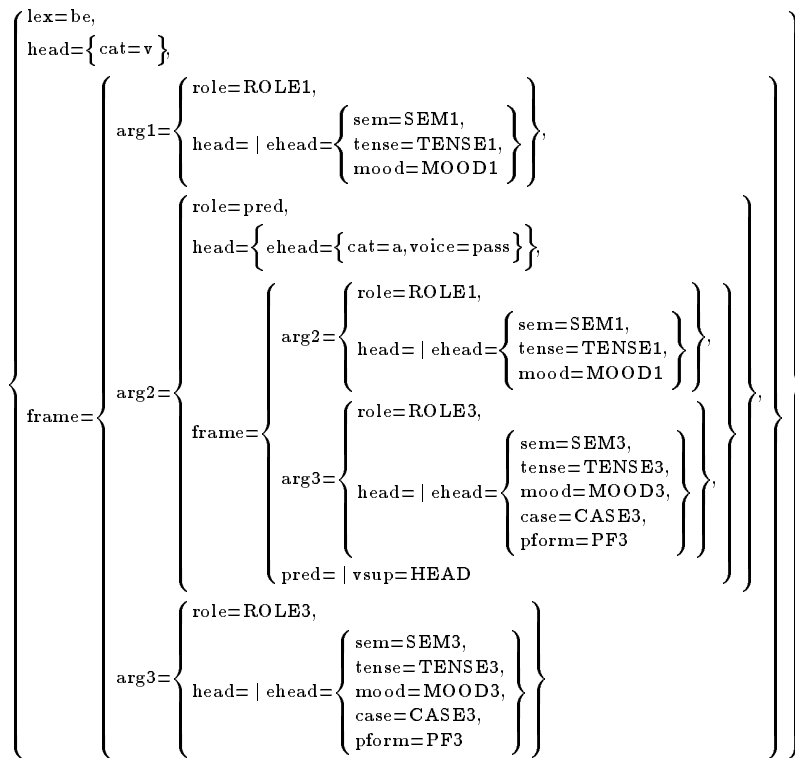 lex=be,
head={cat=v},
role=ROLE1,
sem=SEM1,
arg1=
head= | ehead=
tense=TENSE1,
mood=MOOD1
role=pred,
head={ehead={cat=a,voice=pass}},
role=ROLE1,
sem=SEM1,
arg2=
head= | ehead=
tense=TENSE1,
mood=MOOD1
frame=
arg2=
frame=
role=ROLE3,
sem=SEM3,
tense=TENSE3,
arg3=
head= | ehead=
mood=MOOD3,
case=CASE3,
pform=PF3
pred= | vsup=HEAD
role=ROLE3,
sem=SEM3,
tense=TENSE3,
arg3=
head= | ehead=
mood=MOOD3,
case=CASE3,
pform=PF3